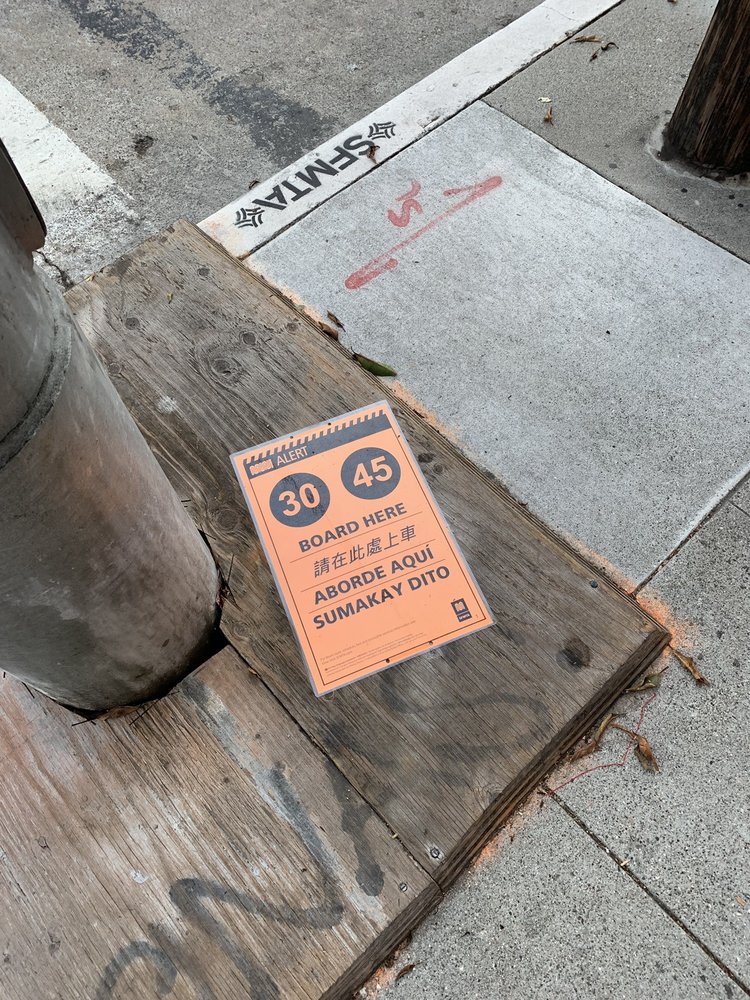 SFMTA
ALERT
30 45
BOARD HERE
請在此處上車
ABORDE AQUÍ
SUMAKAY DITO